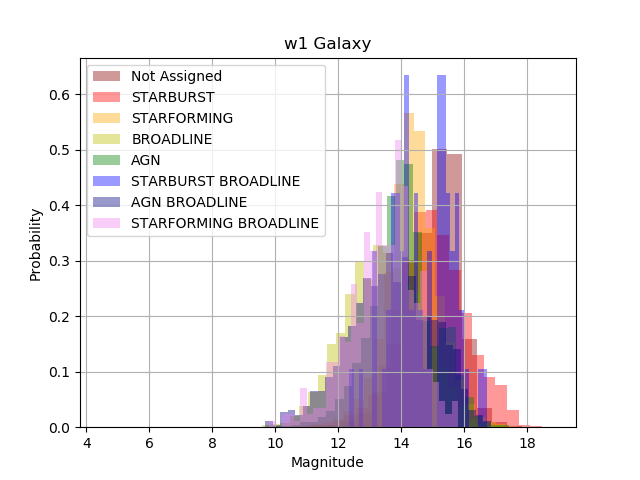 w1 Galaxy
Not Assigned
STARBURST
STARFORMING
BROADLINE
AGN
STARBURST BROADLINE
AGN BROADLINE
STARFORMING BROADLINE
Probability
0.6
0.5
0.4
0.3
0.2
0.1
0.0
4 6 8 10 12 14 16 18
Magnitude